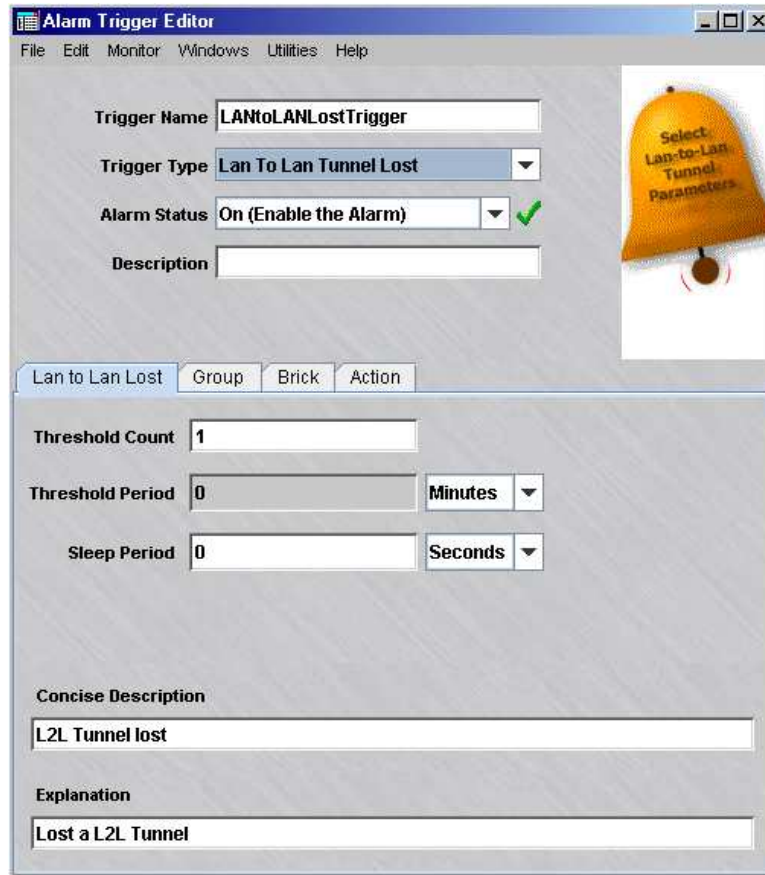 Alarm Trigger Editor
File Edit Monitor Windows Utilities Help
Trigger Name LANtoLANLostTrigger
Trigger Type Lan To Lan Tunnel Lost
Alarm Status On (Enable the Alarm)
Description
Select
Lan-to-Lan
Tunnel
Parameters
Lan to Lan Lost Group Brick Action
Threshold Count 1
Threshold Period 0 Minutes
Sleep Period 0 Seconds
Concise Description
L2L Tunnel lost
Explanation
Lost a L2L Tunnel